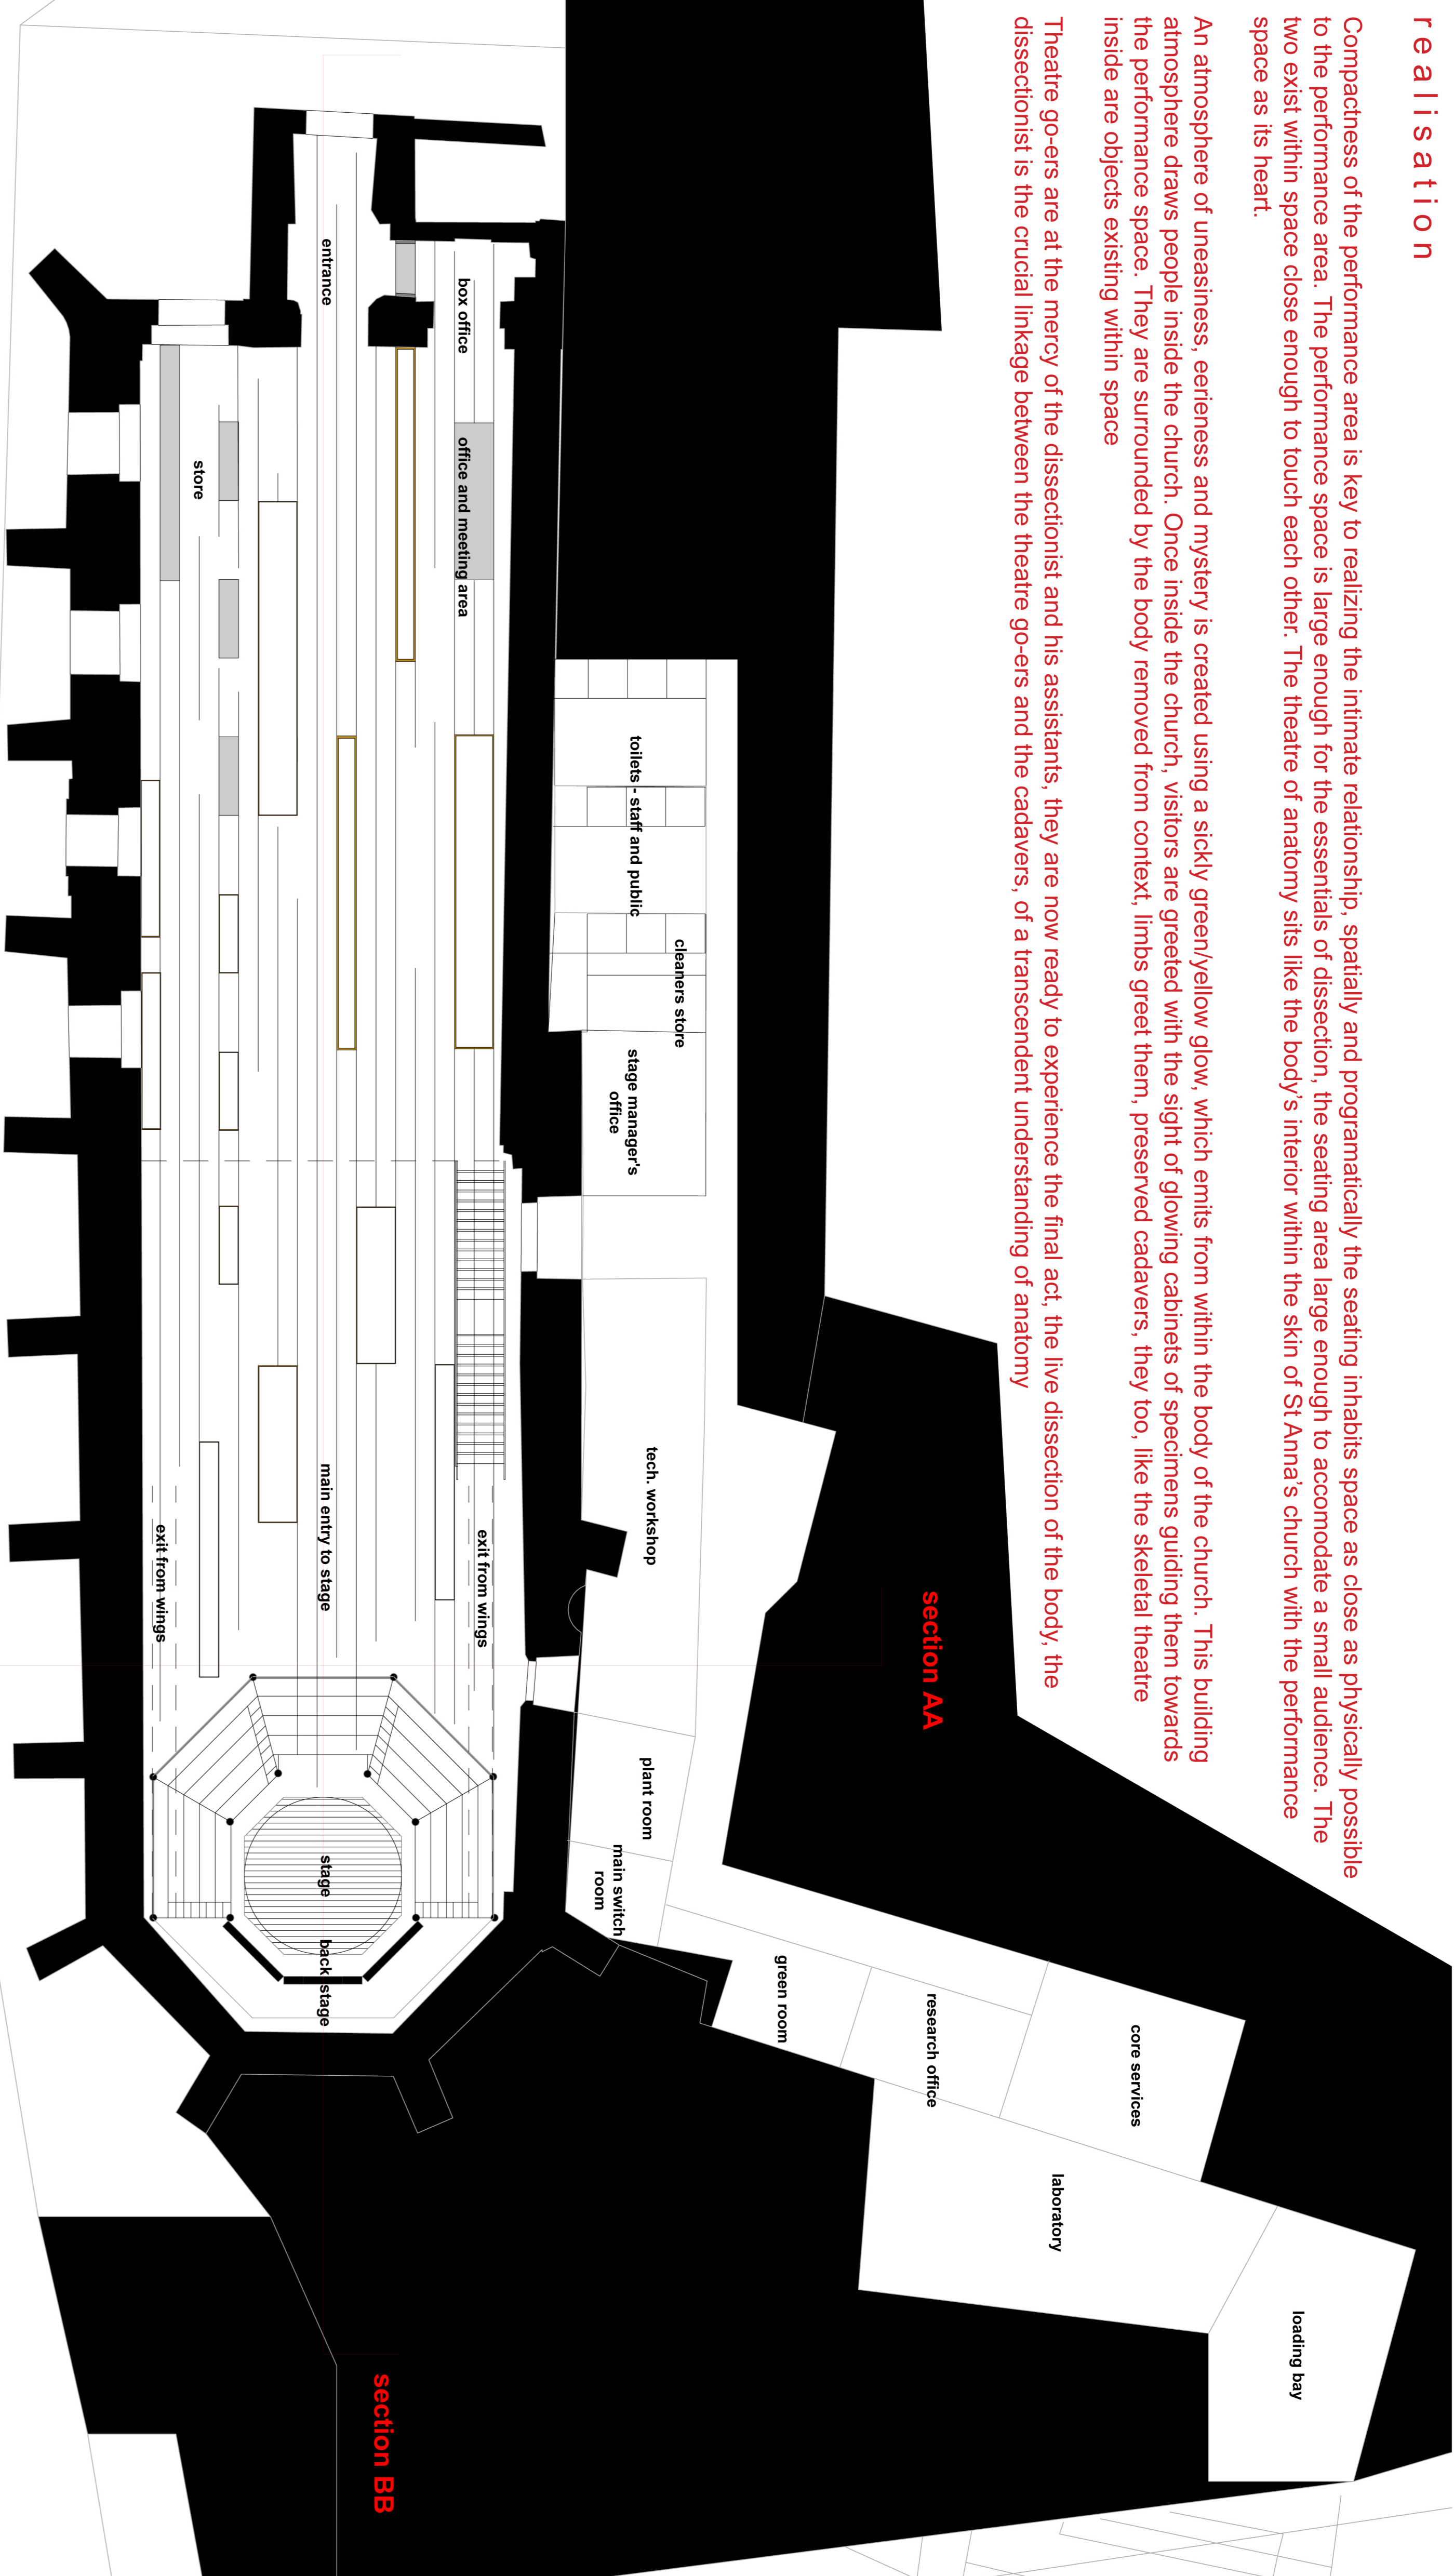 realisation
Compactness of the performance area is key to realizing the intimate relationship, spatially and programatically the seating inhabits space as close as physically possible
to the performance area. The performance space is large enough for the essentials of dissection, the seating area large enough to accomodate a small audience. The
two exist within space close enough to touch each other. The theatre of anatomy sits like the body's interior within the skin of St Anna's church with the performance
space as its heart.
An atmosphere of uneasiness, eerieness and mystery is created using a sickly green/yellow glow, which emits from within the body of the church. This building
atmosphere draws people inside the church. Once inside the church, visitors are greeted with the sight of glowing cabinets of specimens guiding them towards
the performance space. They are surrounded by the body removed from context, limbs greet them, preserved cadavers, they too, like the skeletal theatre
inside are objects existing within space
Theatre go-ers are at the mercy of the dissectionist and his assistants, they are now ready to experience the final act, the live dissection of the body, the
dissectionist is the crucial linkage between the theatre go-ers and the cadavers, of a transcendent understanding of anatomy
section AA
loading bay
core services
laboratory
research office
green room
cleaners store
toilets - staff and public
stage manager's
office
tech. workshop
plant room
main switch
room
box office
office and meeting area
exit from wings
section BB
entrance
main entry to stage
stage
back stage
store
exit from wings